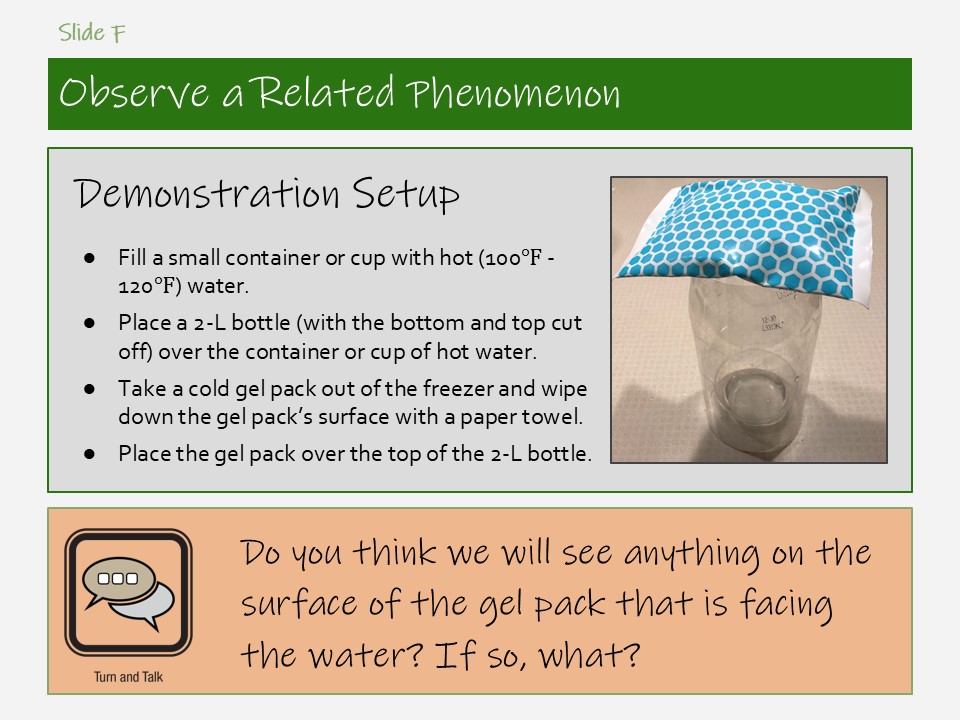 Slide F
Observe a Related Phenomenon
Demonstration Setup
● Fill a small container or cup with hot (100°F -
120°F) water.
● Place a 2-L bottle (with the bottom and top cut
off) over the container or cup of hot water.
● Take a cold gel pack out of the freezer and wipe
down the gel pack’s surface with a paper towel.
● Place the gel pack over the top of the 2-L bottle.
Do you think we will see anything on the
surface of the gel pack that is facing
the water? If so, what?
Turn and Talk